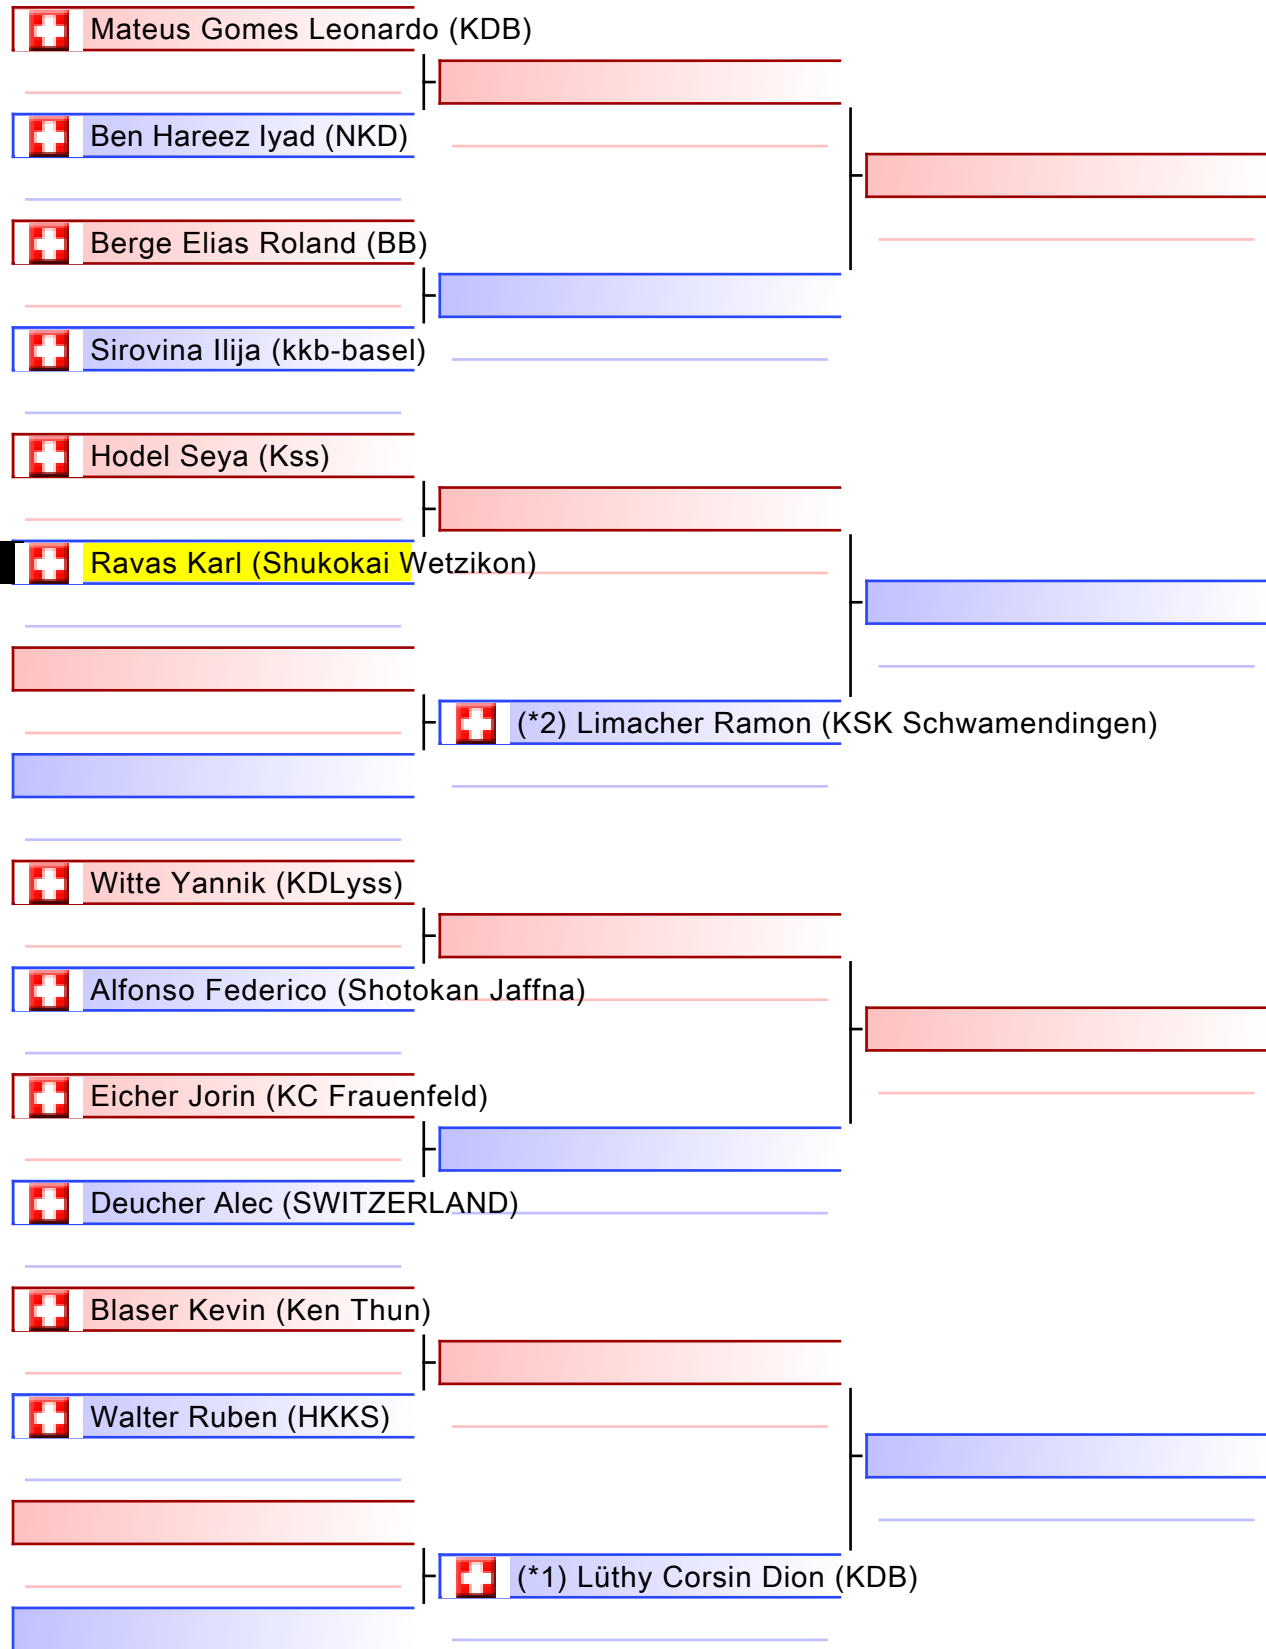 Mateus Gomes Leonardo (KDB)
Ben Hareez Iyad (NKD)
Berge Elias Roland (BB)
Sirovina Ilija (kkb-basel)
Hodel Seya (Kss)
Ravas Karl (Shukokai Wetzikon)
(*2) Limacher Ramon (KSK Schwamendingen)
Witte Yannik (KDLyss)
Alfonso Federico (Shotokan Jaffna)
Eicher Jorin (KC Frauenfeld)
Deucher Alec (SWITZERLAND)
Blaser Kevin (Ken Thun)
Walter Ruben (HKKS)
(*1) Lüthy Corsin Dion (KDB)